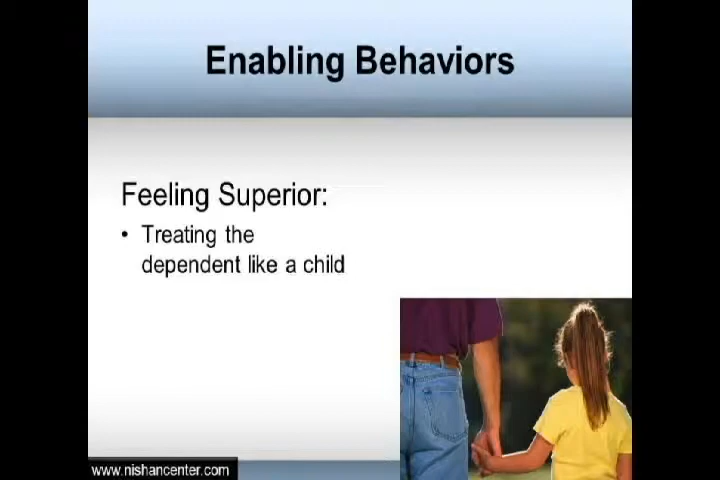 Enabling Behaviors
Feeling Superior:
• Treating the
dependent like a child
www.nishancenter.com